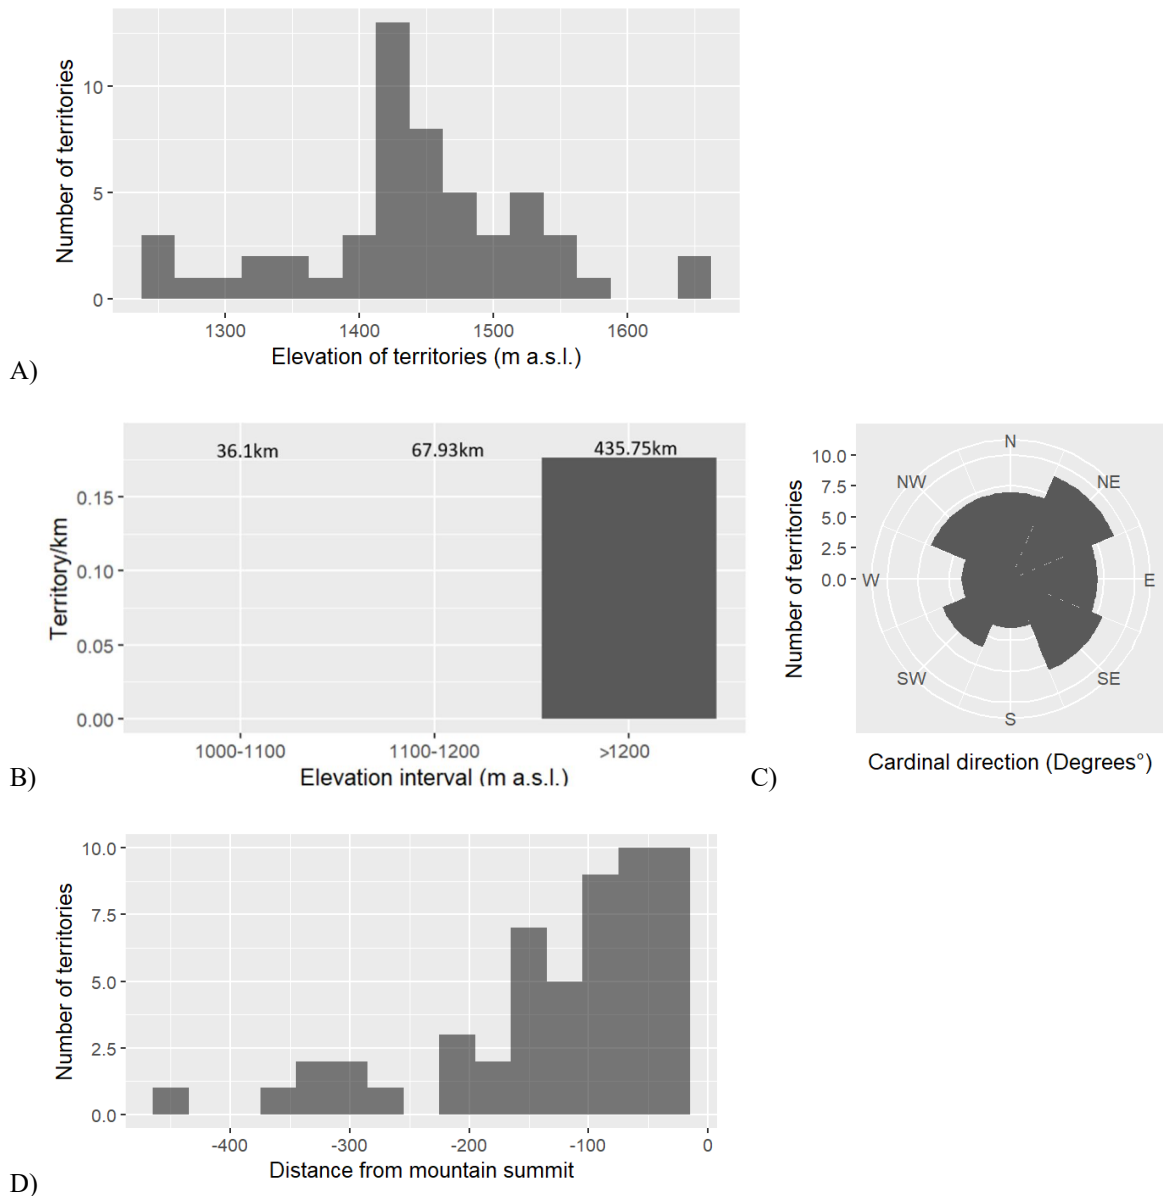 Number of territories
10
5
0
1300
1400
1500
1600
Elevation of territories (m a.s.l.)
A)
Territory/km
0.15
0.10
0.05
0.00
36.1km
67.93km
435.75km
1000-1100
1100-1200
>1200
Elevation interval (m a.s.l.)
B)
Number of territories
10.0
7.5
5.0
2.5
0.0
N
NE
E
SE
S
SW
W
NW
Cardinal direction (Degrees°)
C)
Number of territories
10.0
7.5
5.0
2.5
0.0
-400
-300
-200
-100
0
Distance from mountain summit
D)